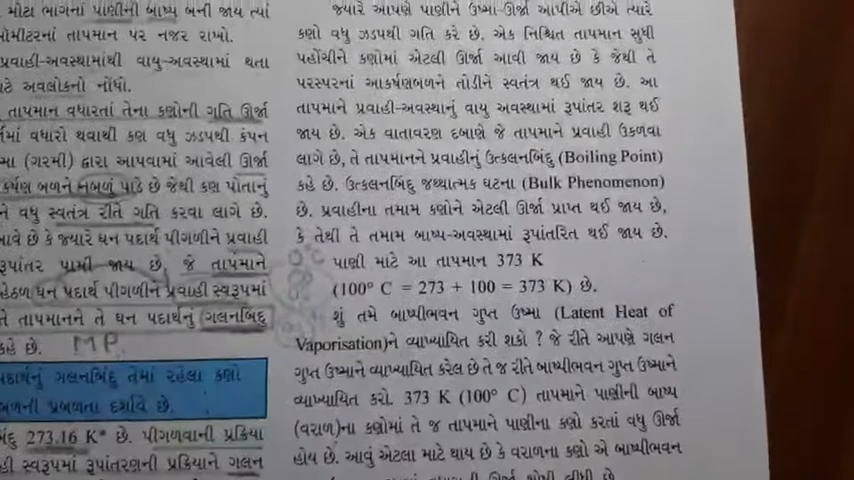 મોટા ભાગનાં પાણીની બાષ્પ બની જાય ત્યાં
મોમીટરનાં તાપમાન પર નજર રાખો.
પ્રવાહી-અવસ્થામાંથી વાયુ-અવસ્થામાં થતા
માટે અવલોકનો નોંધો.
તાપમાન વધારતાં તેના કણોની ગતિ ઊર્જા
માં વધારો થવાથી કણ વધુ ઝડપથી કંપન
મા (ગરમી) દ્વારા આપવામાં આવેલી ઊર્જા
કર્ષણ બળને નબળું પાડે છે જેથી કણ પોતાનું
ને વધુ સ્વતંત્ર રીતે ગતિ કરવા લાગે છે.
આવે છે કે જ્યારે ઘન પદાર્થ પીગળીને પ્રવાહી
રૂપાંતર પામી જાય છે, જે તાપમાને
હેઠળ ઘન પદાર્થ પીગળીને પ્રવાહી સ્વરૂપમાં
તે તાપમાનને તે ઘન પદાર્થનું ગલનબિંદુ
કહે છે. MP
પદાર્થનું ગલનબિંદુ તેમાં રહેલા કણો
બળની પ્રબળતા દર્શાવે છે.
બિંદુ 273.16 K* છે. પીગળવાની પ્રક્રિયા
હી સ્વરૂપમાં રૂપાંતરણની પ્રક્રિયાને ગલન
જ્યારે આપણે પાણીને ઉષ્મા-ઊર્જા આપીએ છીએ ત્યારે
કણો વધુ ઝડપથી ગતિ કરે છે. એક નિશ્ચિત તાપમાન સુધી
પહોંચીને કણોમાં એટલી ઊર્જા આવી જાય છે કે જેથી તે
પરસ્પરનાં આકર્ષણબળને તોડીને સ્વતંત્ર થઈ જાય છે. આ
તાપમાને પ્રવાહી-અવસ્થાનું વાયુ અવસ્થામાં રૂપાંતર શરૂ થઈ
જાય છે. એક વાતાવરણ દબાણે જે તાપમાને પ્રવાહી ઉકળવા
લાગે છે, તે તાપમાનને પ્રવાહીનું ઉત્કલનબિંદુ (Boiling Point)
કહે છે. ઉત્કલનબિંદુ જથ્થાત્મક ઘટના (Bulk Phenomenon)
છે. પ્રવાહીના તમામ કણોને એટલી ઊર્જા પ્રાપ્ત થઈ જાય છે,
કે તેથી તે તમામ બાષ્પ-અવસ્થામાં રૂપાંતરિત થઈ જાય છે.
પાણી માટે આ તાપમાન 373 K
(100° C = 273 + 100 = 373 K) છે.
શું તમે બાષ્પીભવન ગુપ્ત ઉષ્મા (Latent Heat of
Vaporisation)ને વ્યાખ્યાયિત કરી શકો ? જે રીતે આપણે ગલન
ગુપ્ત ઉષ્માને વ્યાખ્યાયિત કરેલ છે તે જ રીતે બાષ્પીભવન ગુપ્ત ઉષ્માને
વ્યાખ્યાયિત કરો. 373 K (100° C) તાપમાને પાણીની બાષ્પ
(વરાળ)ના કણોમાં તે જ તાપમાને પાણીના કણો કરતાં વધુ ઊર્જા
હોય છે. આવું એટલા માટે થાય છે કે વરાળના કણો એ બાષ્પીભવન